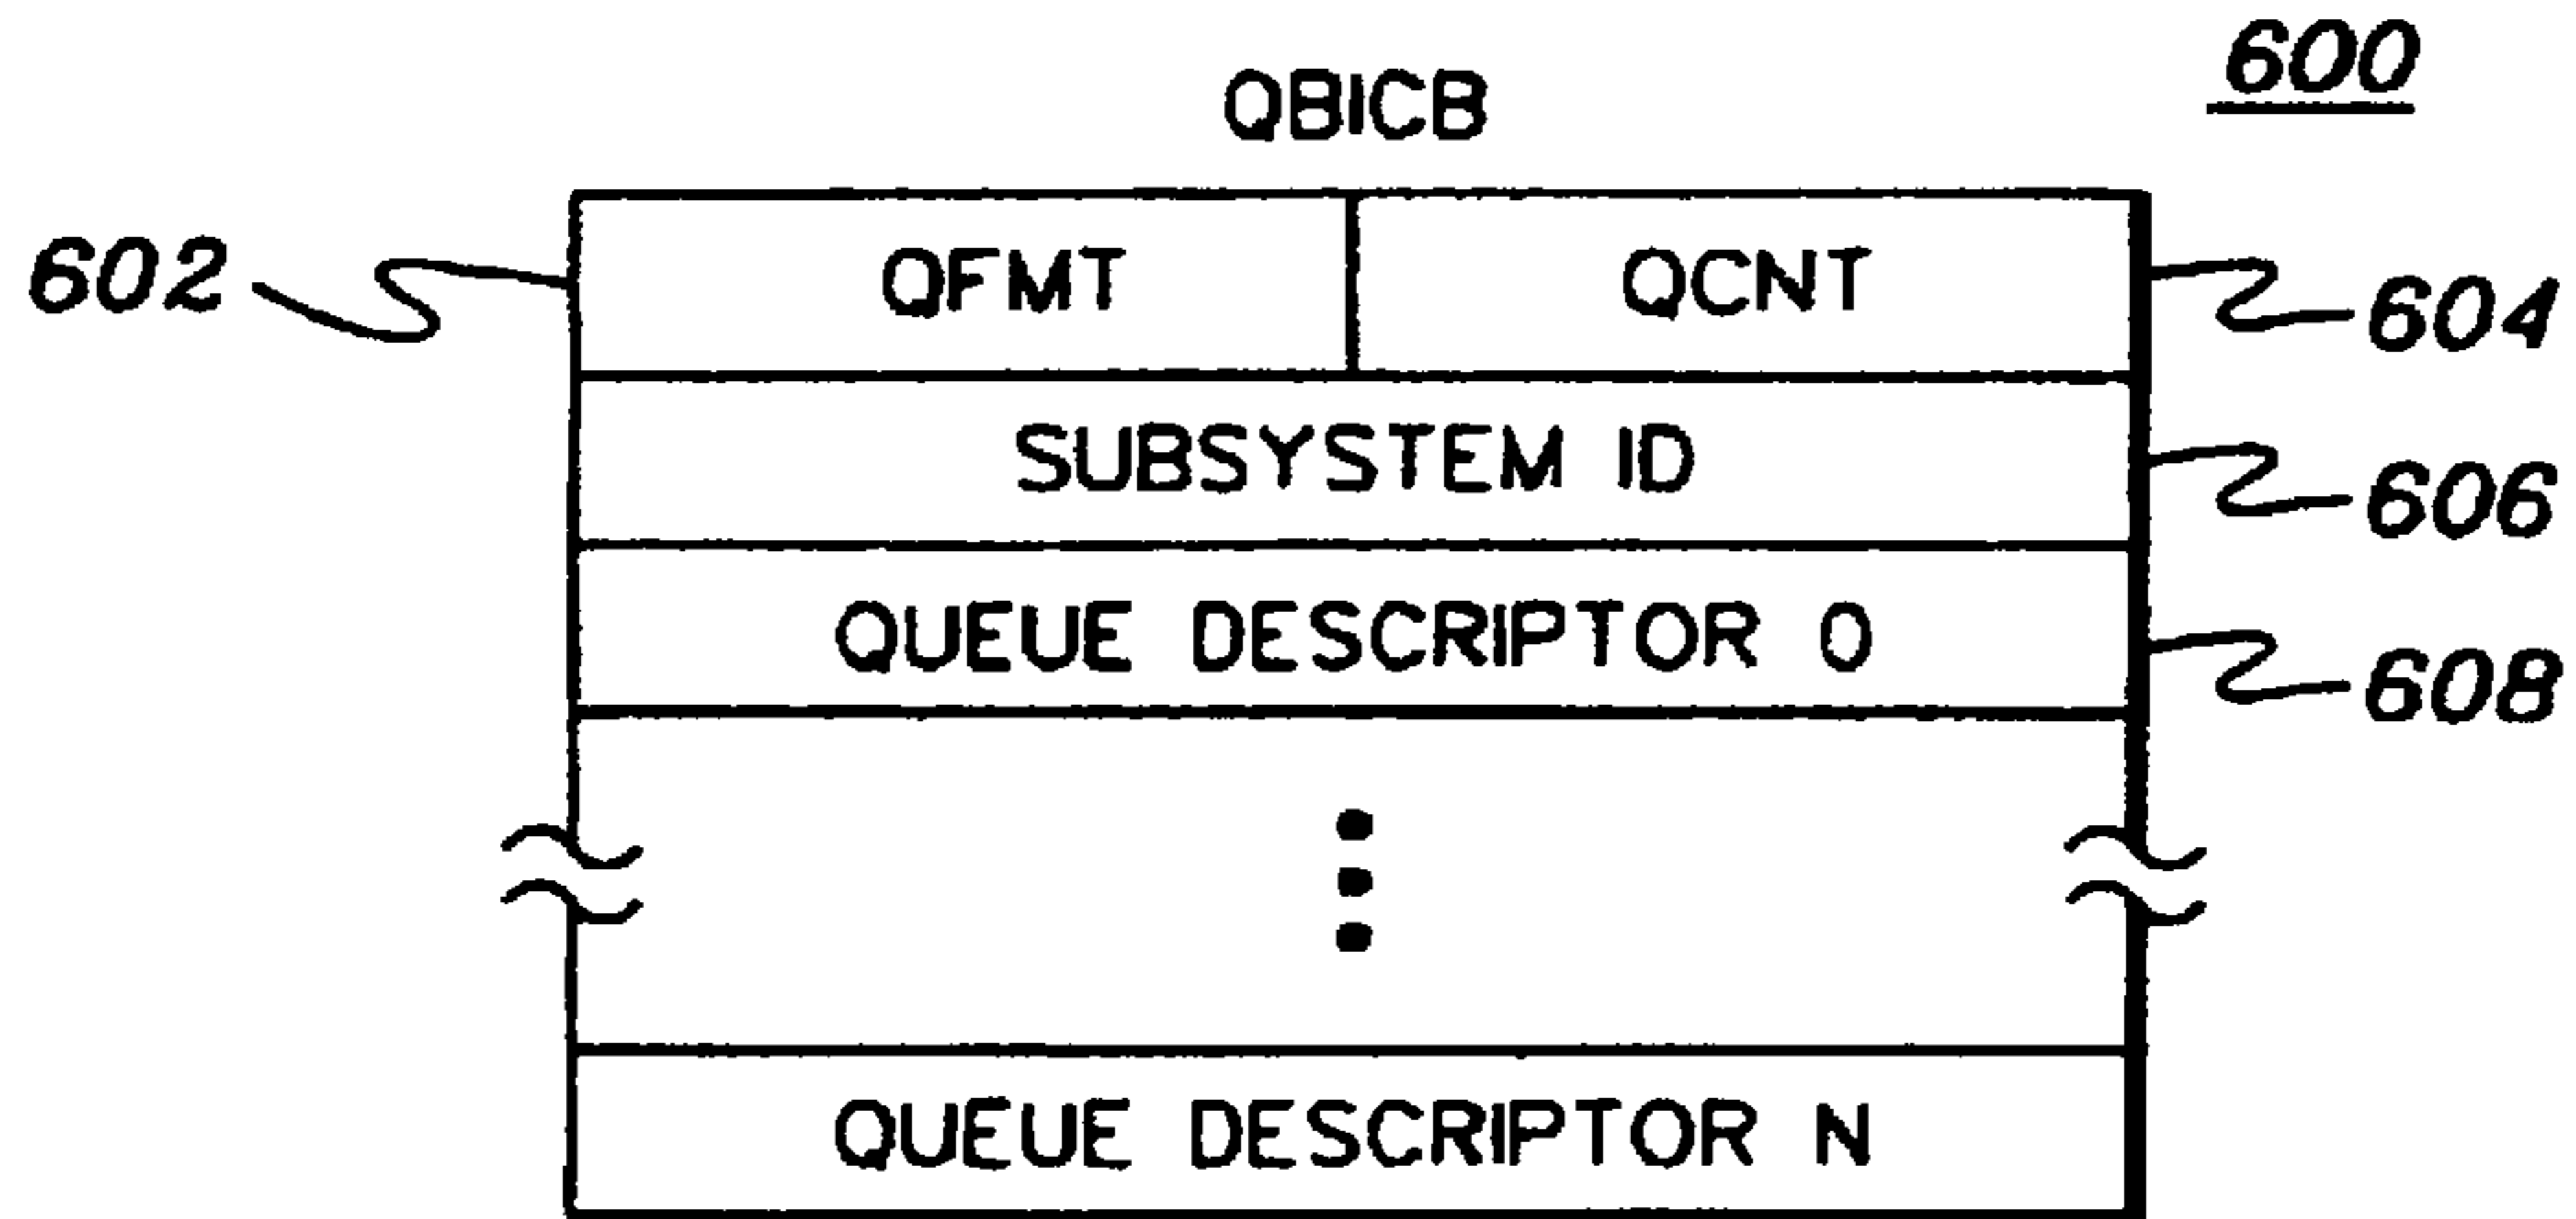 600
QBICB
602 QFMT QCNT 604
SUBSYSTEM ID 606
QUEUE DESCRIPTOR 0 608
QUEUE DESCRIPTOR N